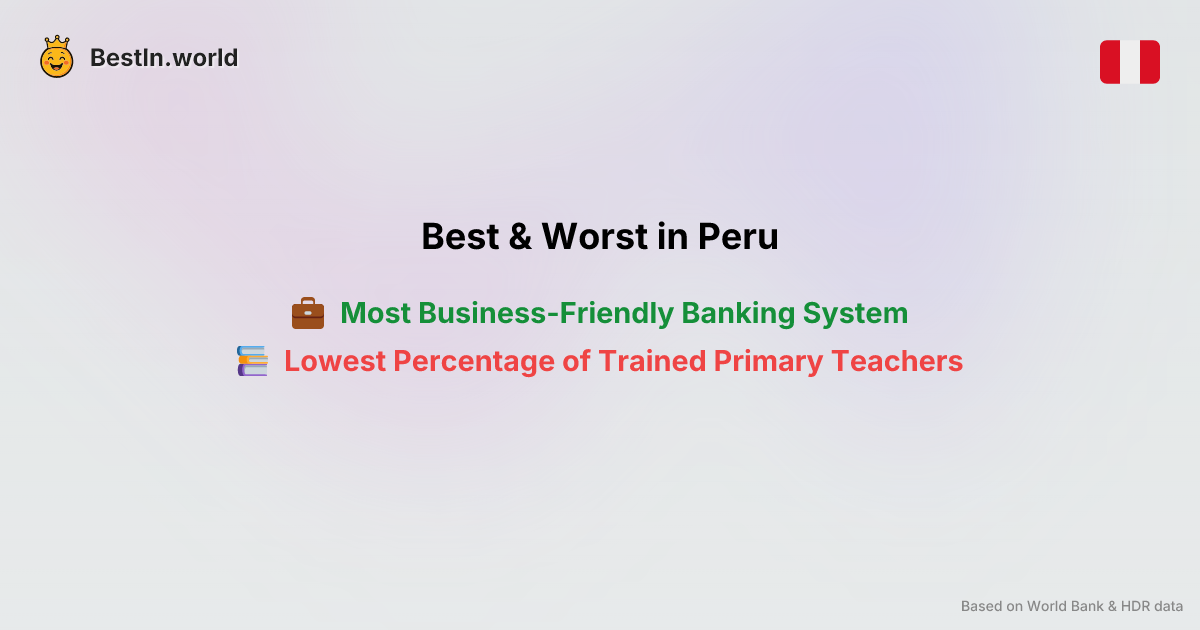 BestIn.world
Best & Worst in Peru
Most Business-Friendly Banking System
Lowest Percentage of Trained Primary Teachers
Based on World Bank & HDR data